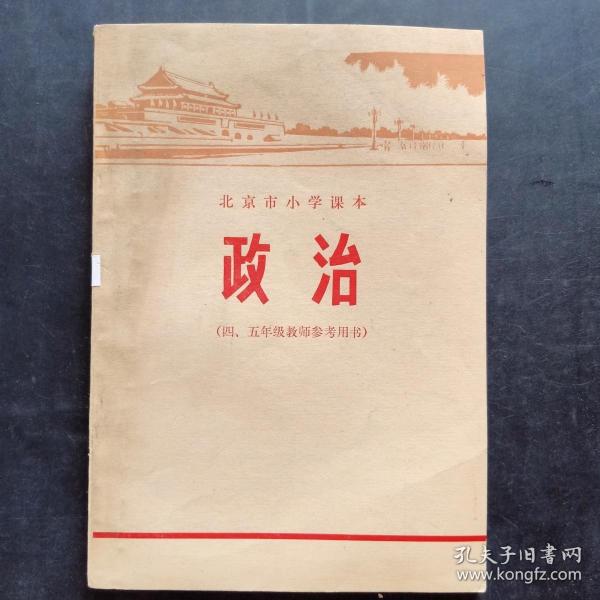 北京市小学课本
政治
(四、五年级教师参考用书)
孔夫子旧书网
www.kongfz.com